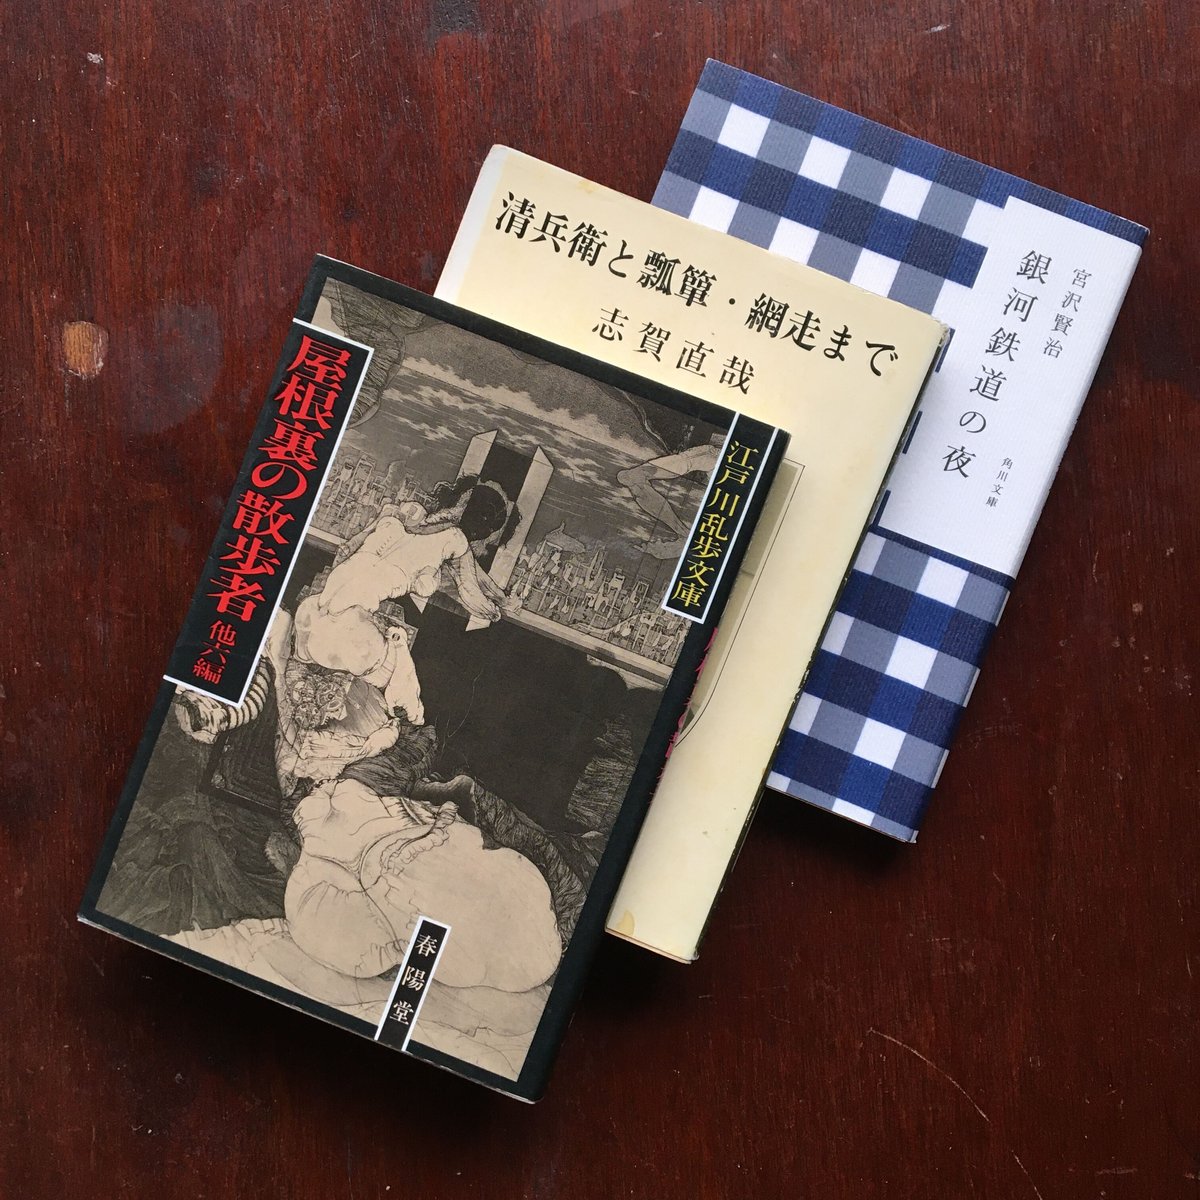 屋根裏の散歩者
他六編
江戸川乱歩文庫
春陽堂
清兵衛と瓢箪・網走まで
志賀直哉
宮沢賢治
銀河鉄道の夜
角川文庫